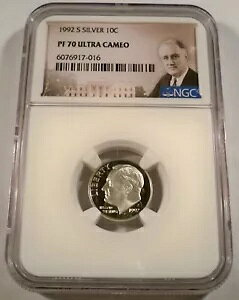 1992 S SILVER 10C
PF 70 ULTRA CAMEO
6076917-016
NGC
LIBERTY